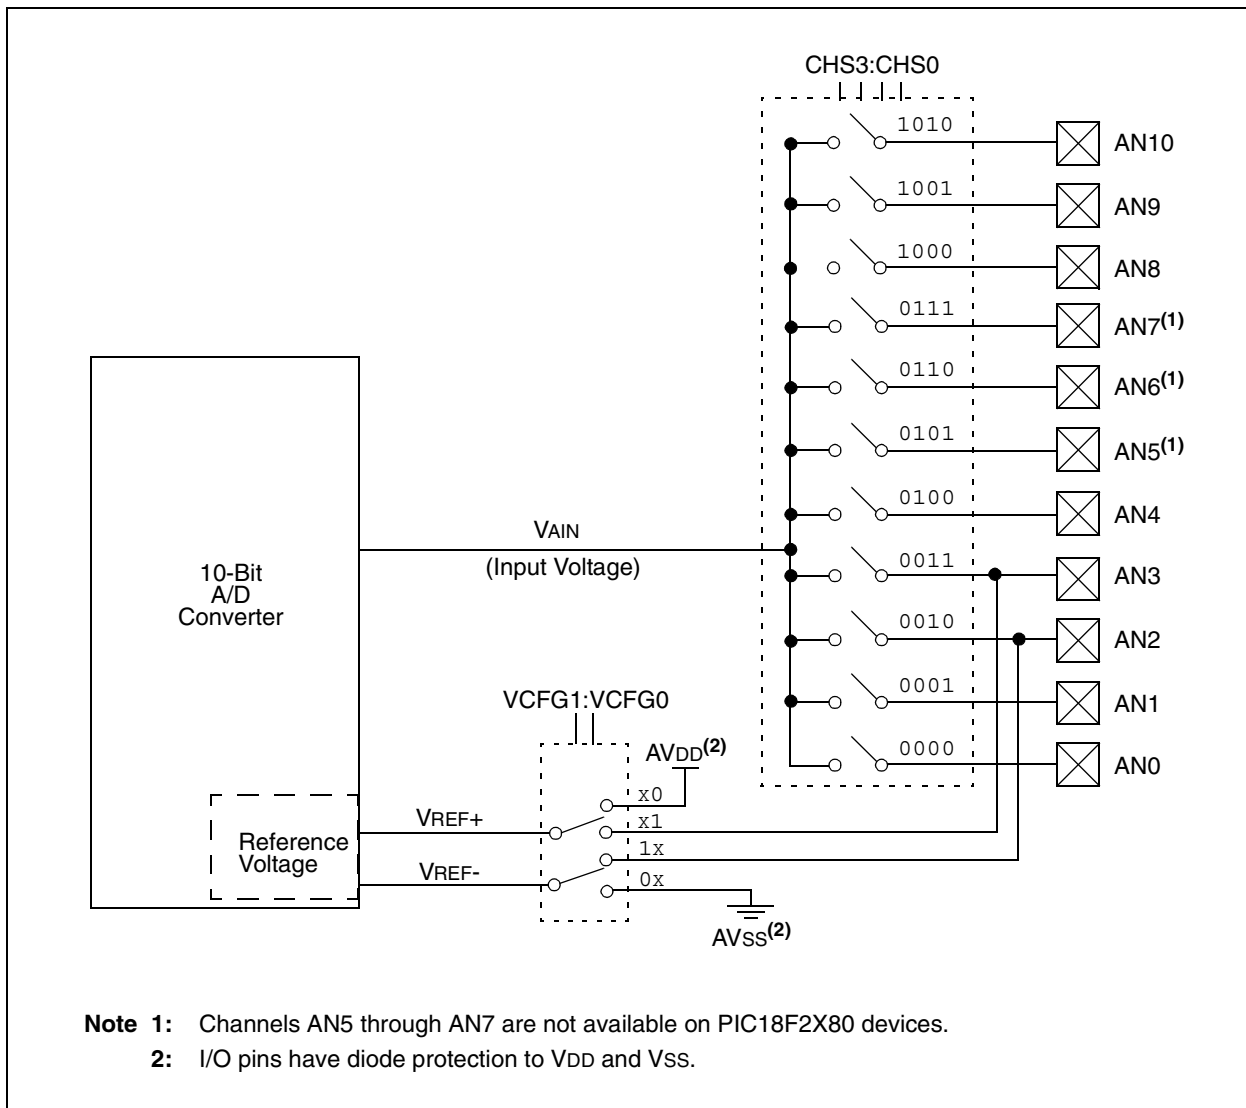 CHS3:CHS0
1010
AN10
1001
AN9
1000
AN8
0111
AN7(1)
0110
AN6(1)
0101
AN5(1)
0100
AN4
VAIN
(Input Voltage)
0011
AN3
10-Bit
A/D
Converter
0010
AN2
0001
AN1
VCFG1:VCFG0
0000
AN0
AVDD(2)
x0
VREF+
x1
Reference
Voltage
1x
VREF-
0x
AVSS(2)
Note 1: Channels AN5 through AN7 are not available on PIC18F2X80 devices.
2: I/O pins have diode protection to VDD and VSS.